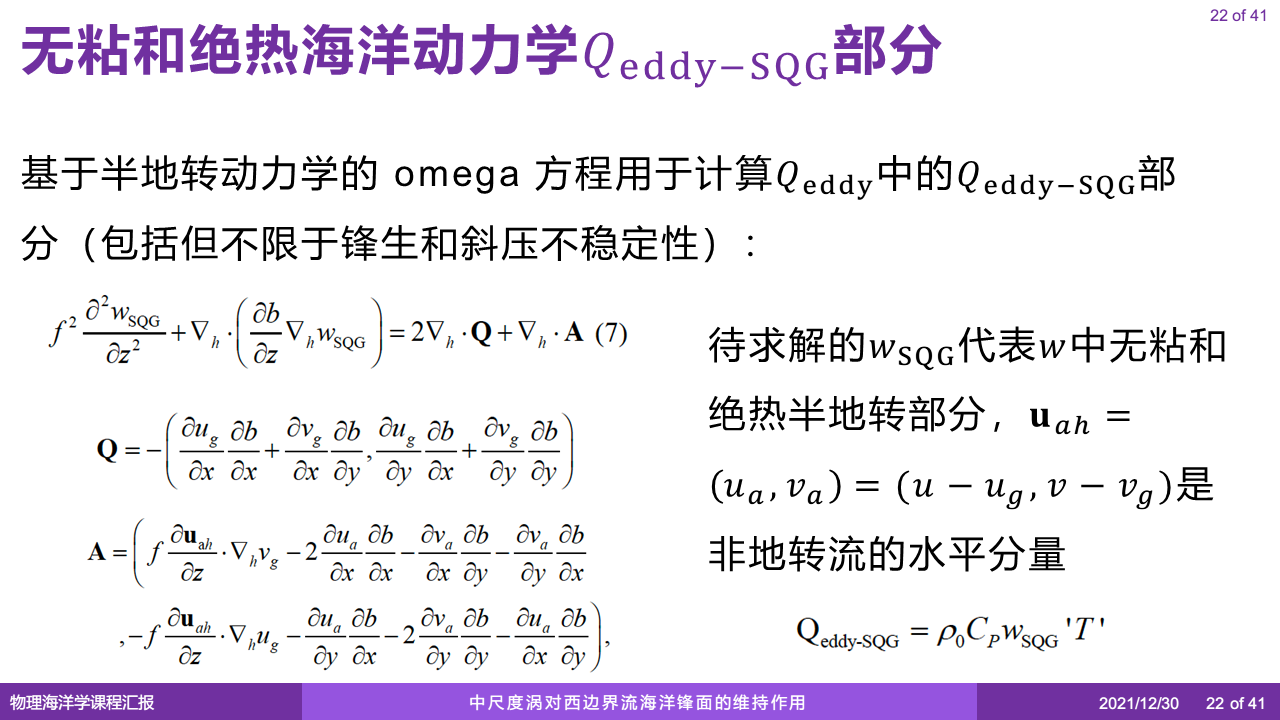 22 of 41
无粘和绝热海洋动力学$Q_{\mathrm{eddy-SQG}}$部分
基于半地转动力学的 omega 方程用于计算$Q_{\mathrm{eddy}}$中的$Q_{\mathrm{eddy-SQG}}$部
分（包括但不限于锋生和斜压不稳定性）:
$f^2 \frac{\partial^2 w_{\mathrm{SQG}}}{\partial z^2} + \nabla_h \cdot \left( \frac{\partial b}{\partial z} \nabla_h w_{\mathrm{SQG}} \right) = 2\nabla_h \cdot \mathbf{Q} + \nabla_h \cdot \mathbf{A}$ (7)
$\mathbf{Q} = -\left( \frac{\partial u_g}{\partial x} \frac{\partial b}{\partial x} + \frac{\partial v_g}{\partial x} \frac{\partial b}{\partial y}, \frac{\partial u_g}{\partial y} \frac{\partial b}{\partial x} + \frac{\partial v_g}{\partial y} \frac{\partial b}{\partial y} \right)$
$\mathbf{A} = \left( f \frac{\partial \mathbf{u}_{ah}}{\partial z} \cdot \nabla_h v_g - 2 \frac{\partial u_a}{\partial x} \frac{\partial b}{\partial x} - \frac{\partial v_a}{\partial x} \frac{\partial b}{\partial y} - \frac{\partial v_a}{\partial y} \frac{\partial b}{\partial x} \right.$
$\left. , -f \frac{\partial \mathbf{u}_{ah}}{\partial z} \cdot \nabla_h u_g - \frac{\partial u_a}{\partial y} \frac{\partial b}{\partial x} - 2 \frac{\partial v_a}{\partial y} \frac{\partial b}{\partial y} - \frac{\partial u_a}{\partial x} \frac{\partial b}{\partial y} \right),$
待求解的$w_{\mathrm{SQG}}$代表$w$中无粘和
绝热半地转部分，$\mathbf{u}_{ah} =$
$(u_a, v_a) = (u - u_g, v - v_g)$是
非地转流的水平分量
$\mathrm{Q}_{\text{eddy-SQG}} = \rho_0 C_P w_{\mathrm{SQG}} ' T '$
物理海洋学课程汇报
中尺度涡对西边界流海洋锋面的维持作用
2021/12/30 22 of 41